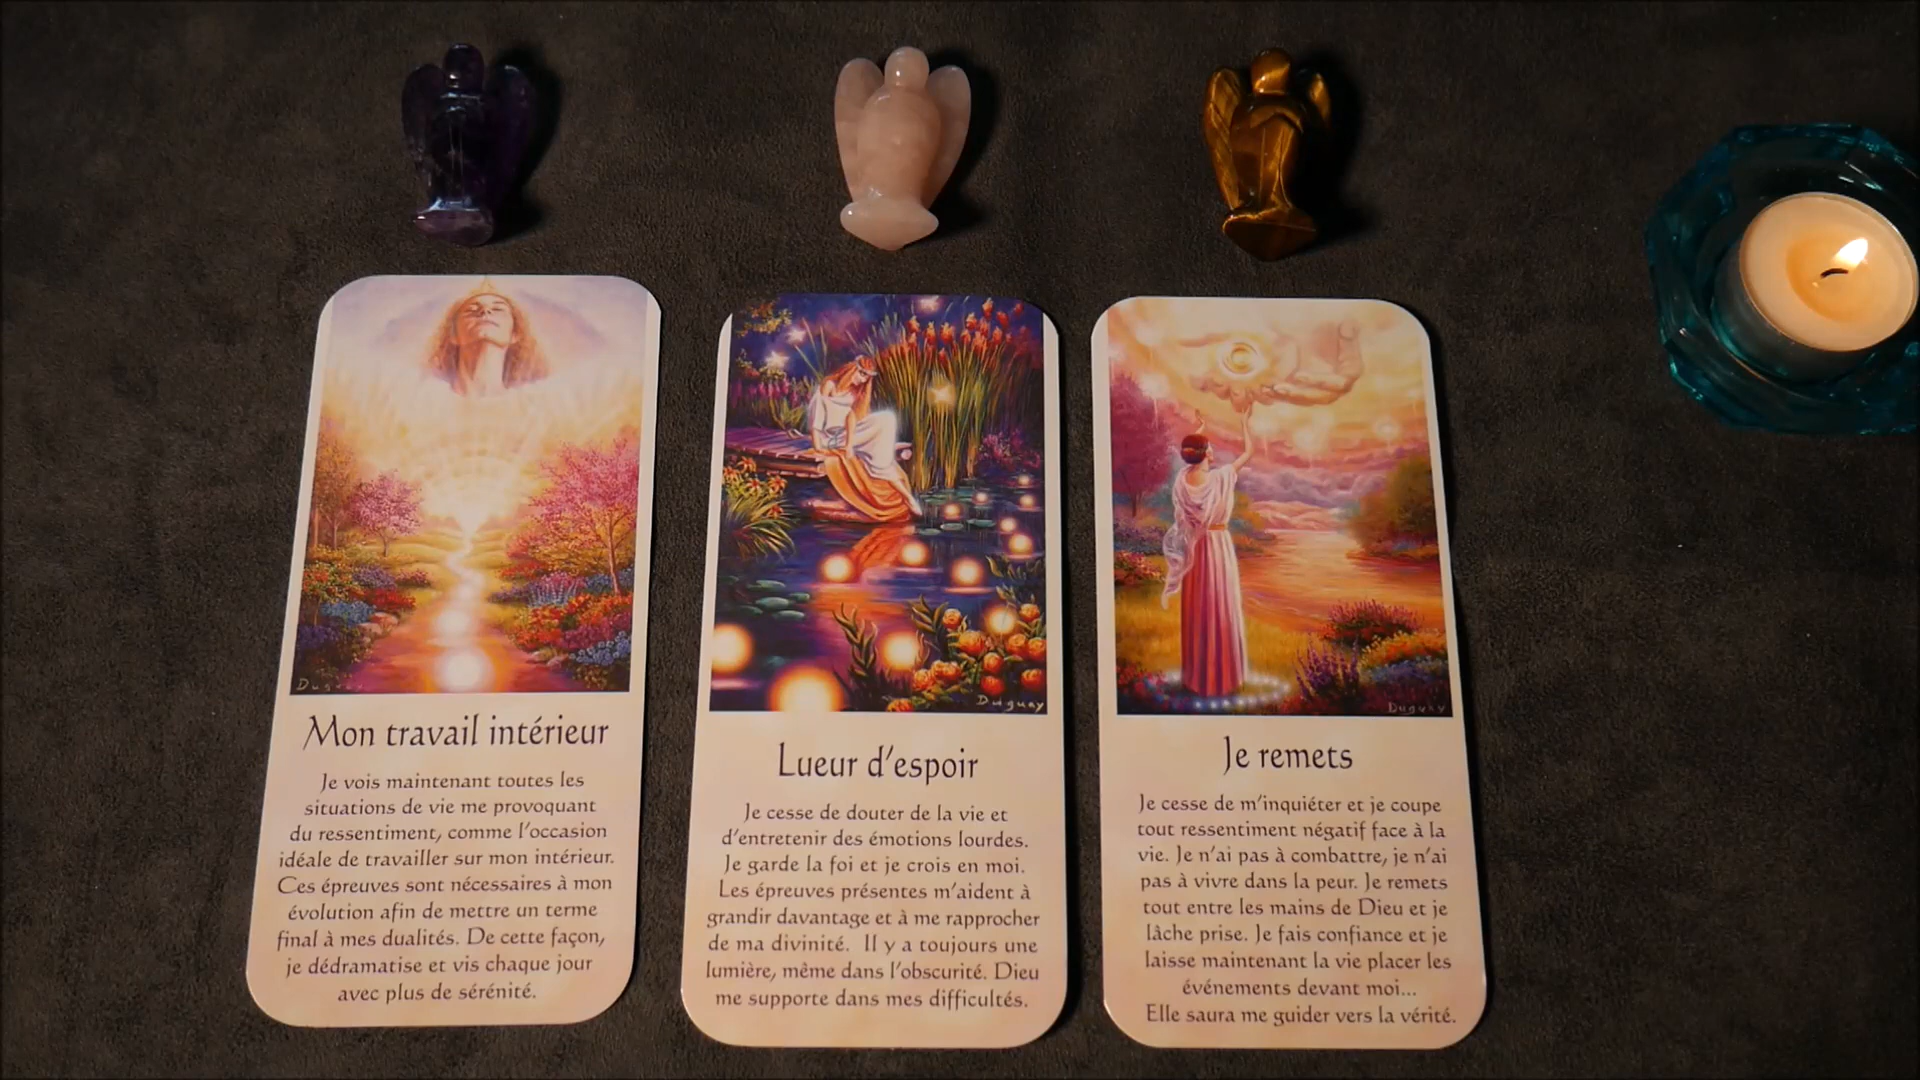 Duguay
Mon travail intérieur
Je vois maintenant toutes les
situations de vie me provoquant
du ressentiment, comme l'occasion
idéale de travailler sur mon intérieur.
Ces épreuves sont nécessaires à mon
évolution afin de mettre un terme
final à mes dualités. De cette façon,
je dédramatise et vis chaque jour
avec plus de sérénité.
Duguay
Lueur d'espoir
Je cesse de douter de la vie et
d'entretenir des émotions lourdes.
Je garde la foi et je crois en moi.
Les épreuves présentes m'aident à
grandir davantage et à me rapprocher
de ma divinité. Il y a toujours une
lumière, même dans l'obscurité. Dieu
me supporte dans mes difficultés.
Duguay
Je remets
Je cesse de m'inquiéter et je coupe
tout ressentiment négatif face à la
vie. Je n'ai pas à combattre, je n'ai
pas à vivre dans la peur. Je remets
tout entre les mains de Dieu et je
lâche prise. Je fais confiance et je
laisse maintenant la vie placer les
événements devant moi...
Elle saura me guider vers la vérité.